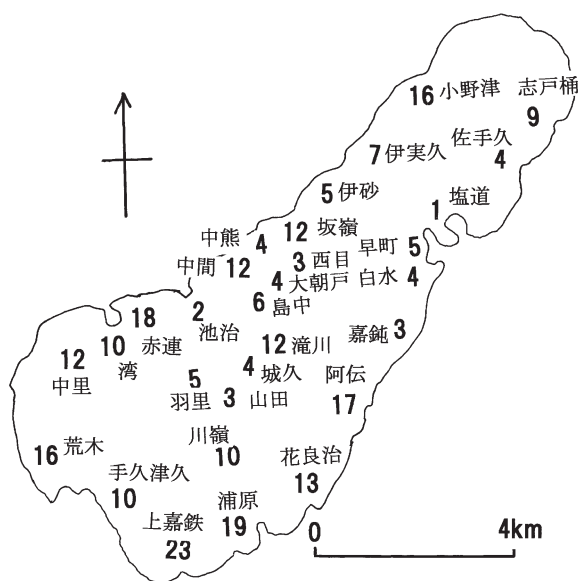 16 小野津
志戸桶
9
7 伊実久
佐手久
4
5 伊砂
塩道
1
中熊
4
12 坂嶺
早町
5
中間
12
3 西目
4
大朝戸
白水 4
6
島中
18
赤連
2
池治
12 滝川
嘉鈍 3
10
湾
12
中里
4
城久
阿伝
17
5
羽里
3 山田
16 荒木
川嶺
10
花良治
13
手久津久
10
浦原
19
上嘉鉄
23
0
4km